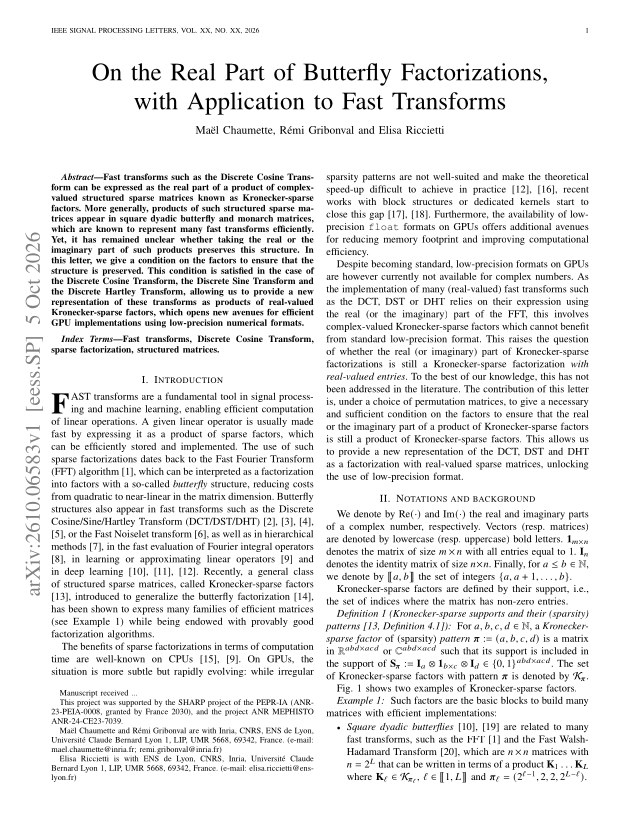 IEEE SIGNAL PROCESSING LETTERS, VOL. XX, NO. XX, 2026
1
On the Real Part of Butterfly Factorizations,
with Application to Fast Transforms
Maël Chaumette, Rémi Gribonval and Elisa Riccietti
arXiv:2610.06583v1 [eess.SP] 5 Oct 2026
Abstract—Fast transforms such as the Discrete Cosine Trans-
form can be expressed as the real part of a product of complex-
valued structured sparse matrices known as Kronecker-sparse
factors. More generally, products of such structured sparse ma-
trices appear in square dyadic butterfly and monarch matrices,
which are known to represent many fast transforms efficiently.
Yet, it has remained unclear whether taking the real or the
imaginary part of such products preserves this structure. In
this letter, we give a condition on the factors to ensure that the
structure is preserved. This condition is satisfied in the case of
the Discrete Cosine Transform, the Discrete Sine Transform and
the Discrete Hartley Transform, allowing us to provide a new
representation of these transforms as products of real-valued
Kronecker-sparse factors, which opens new avenues for efficient
GPU implementations using low-precision numerical formats.
Index Terms—Fast transforms, Discrete Cosine Transform,
sparse factorization, structured matrices.
I. INTRODUCTION
FAST transforms are a fundamental tool in signal process-
ing and machine learning, enabling efficient computation
of linear operations. A given linear operator is usually made
fast by expressing it as a product of sparse factors, which
can be efficiently stored and implemented. The use of such
sparse factorizations dates back to the Fast Fourier Transform
(FFT) algorithm [1], which can be interpreted as a factorization
into factors with a so-called butterfly structure, reducing costs
from quadratic to near-linear in the matrix dimension. Butterfly
structures also appear in fast transforms such as the Discrete
Cosine/Sine/Hartley Transform (DCT/DST/DHT) [2], [3], [4],
[5], or the Fast Noiselet transform [6], as well as in hierarchical
methods [7], in the fast evaluation of Fourier integral operators
[8], in learning or approximating linear operators [9] and
in deep learning [10], [11], [12]. Recently, a general class
of structured sparse matrices, called Kronecker-sparse factors
[13], introduced to generalize the butterfly factorization [14],
has been shown to express many families of efficient matrices
(see Example 1) while being endowed with provably good
factorization algorithms.
The benefits of sparse factorizations in terms of computation
time are well-known on CPUs [15], [9]. On GPUs, the
situation is more subtle but rapidly evolving: while irregular
Manuscript received ...
This project was supported by the SHARP project of the PEPR-IA (ANR-
23-PEIA-0008, granted by France 2030), and the project ANR MEPHISTO
ANR-24-CE23-7039.
Maël Chaumette and Rémi Gribonval are with Inria, CNRS, ENS de Lyon,
Université Claude Bernard Lyon 1, LIP, UMR 5668, 69342, France. (e-mail:
mael.chaumette@inria.fr; remi.gribonval@inria.fr)
Elisa Riccietti is with ENS de Lyon, CNRS, Inria, Université Claude
Bernard Lyon 1, LIP, UMR 5668, 69342, France. (e-mail: elisa.riccietti@ens-
lyon.fr)
sparsity patterns are not well-suited and make the theoretical
speed-up difficult to achieve in practice [12], [16], recent
works with block structures or dedicated kernels start to
close this gap [17], [18]. Furthermore, the availability of low-
precision float formats on GPUs offers additional avenues
for reducing memory footprint and improving computational
efficiency.
Despite becoming standard, low-precision formats on GPUs
are however currently not available for complex numbers. As
the implementation of many (real-valued) fast transforms such
as the DCT, DST or DHT relies on their expression using
the real (or the imaginary) part of the FFT, this involves
complex-valued Kronecker-sparse factors which cannot benefit
from standard low-precision format. This raises the question
of whether the real (or imaginary) part of Kronecker-sparse
factorizations is still a Kronecker-sparse factorization with
real-valued entries. To the best of our knowledge, this has not
been addressed in the literature. The contribution of this letter
is, under a choice of permutation matrices, to give a necessary
and sufficient condition on the factors to ensure that the real
or the imaginary part of product of Kronecker-sparse factors
is still a product of Kronecker-sparse factors. This allows us
to provide a new representation of the DCT, DST and DHT
as a factorization with real-valued sparse matrices, unlocking
the use of low-precision format.
II. NOTATIONS AND BACKGROUND
We denote by Re(·) and Im(·) the real and imaginary parts
of a complex number, respectively. Vectors (resp. matrices)
are denoted by lowercase (resp. uppercase) bold letters. 1ₘₓₙ
denotes the matrix of size m×n with all entries equal to 1. Iₙ
denotes the identity matrix of size n×n. Finally, for a ≤ b ∈ ℕ,
we denote by ⟦a, b⟧ the set of integers {a, a + 1, . . . , b}.
Kronecker-sparse factors are defined by their support, i.e.,
the set of indices where the matrix has non-zero entries.
Definition 1 (Kronecker-sparse supports and their (sparsity)
patterns [13, Definition 4.1]): For a, b, c, d ∈ ℕ, a Kronecker-
sparse factor of (sparsity) pattern π := (a, b, c, d) is a matrix
in ℝ^{abd×acd} or ℂ^{abd×acd} such that its support is included in
the support of S_π := I_a ⊗ 1_{b×c} ⊗ I_d ∈ {0, 1}^{abd×acd}. The set
of Kronecker-sparse factors with pattern π is denoted by 𝒦_π.
Fig. 1 shows two examples of Kronecker-sparse factors.
Example 1: Such factors are the basic blocks to build many
matrices with efficient implementations:
• Square dyadic butterflies [10], [19] are related to many
fast transforms, such as the FFT [1] and the Fast Walsh-
Hadamard Transform [20], which are n × n matrices with
n = 2^L that can be written in terms of a product K₁ . . . K_L
where K_ℓ ∈ 𝒦_{π_ℓ}, ℓ ∈ ⟦1, L⟧ and π_ℓ = (2^{ℓ−1}, 2, 2, 2^{L−ℓ}).